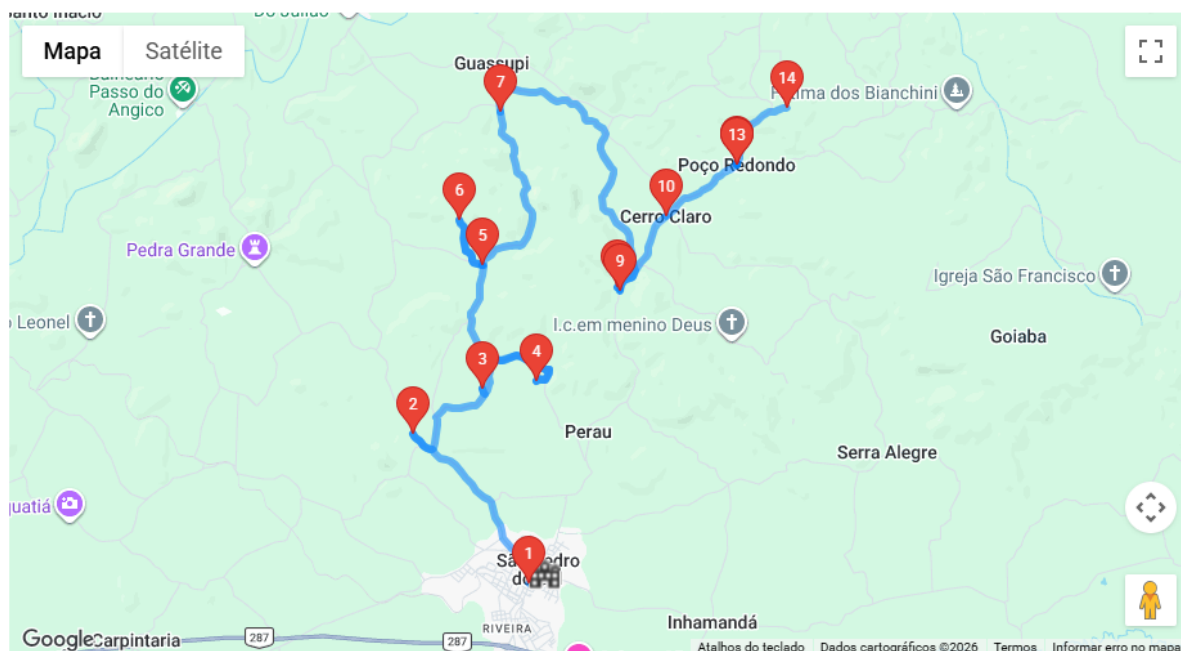 Mapa
Satélite
Guassupi
Passo do
Angico
7
14
Dos Bianchini
13
Poço Redondo
6
10
Cerro Claro
5
Pedra Grande
9
Igreja São Francisco
Leonel
I.c.em menino Deus
Goiaba
3
4
2
Perau
Serra Alegre
1
Inhamandá
RIVEIRA
Google
Carpintaria
287
287
Atalhos do teclado
Dados cartográficos ©2026
Termos
Informar erro no mapa